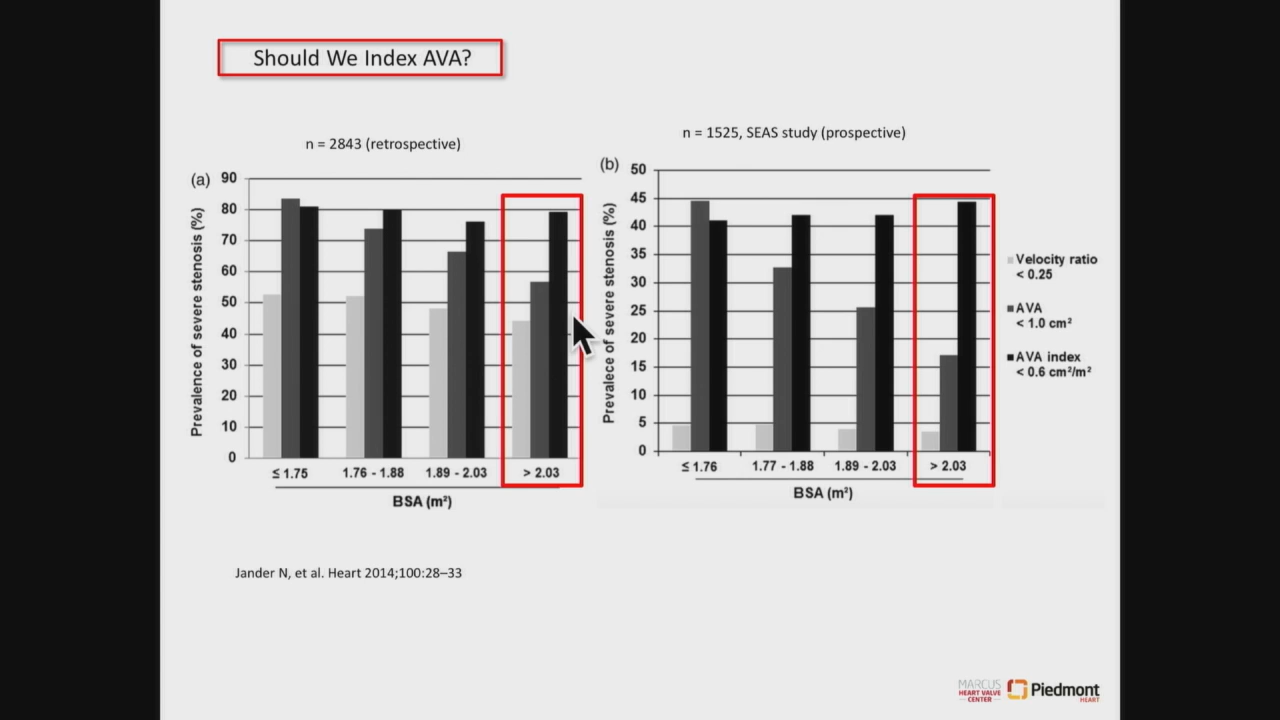 Should We Index AVA?
n = 2843 (retrospective)
n = 1525, SEAS study (prospective)
(a)
90
80
70
60
50
40
30
20
10
0
Prevalence of severe stenosis (%)
≤ 1.75
1.76 - 1.88
1.89 - 2.03
> 2.03
BSA (m²)
(b)
50
45
40
35
30
25
20
15
10
5
0
Prevalece of severe stenosis (%)
≤ 1.76
1.77 - 1.88
1.89 - 2.03
> 2.03
BSA (m²)
Velocity ratio
< 0.25
AVA
< 1.0 cm²
AVA index
< 0.6 cm²/m²
Jander N, et al. Heart 2014;100:28–33
MARCUS
HEART VALVE
CENTER
Piedmont
HEART